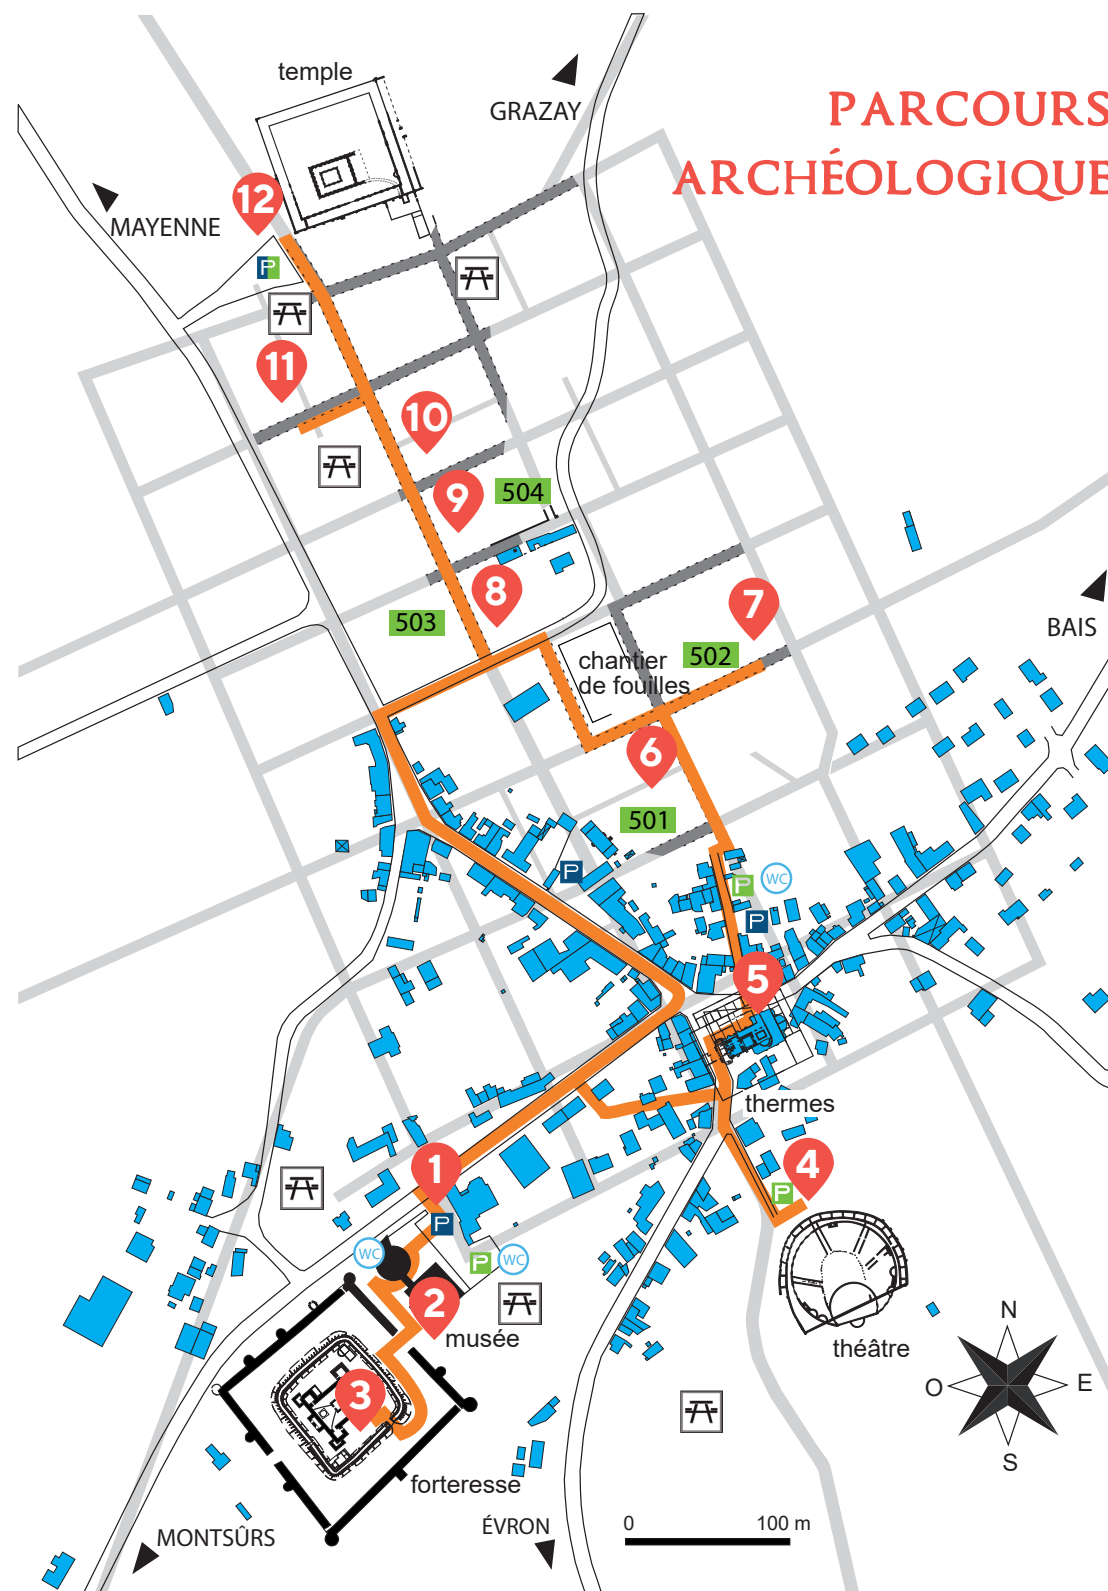 PARCOURS
ARCHÉOLOGIQUE
temple
GRAZAY
MAYENNE
12
P
11
10
9
504
8
503
7
502
BAIS
chantier
de fouilles
6
501
P
P
WC
P
5
thermes
4
P
1
P
WC
P
WC
2
musée
théâtre
3
N
O
E
S
forteresse
MONTSÛRS
ÉVRON
0
100 m